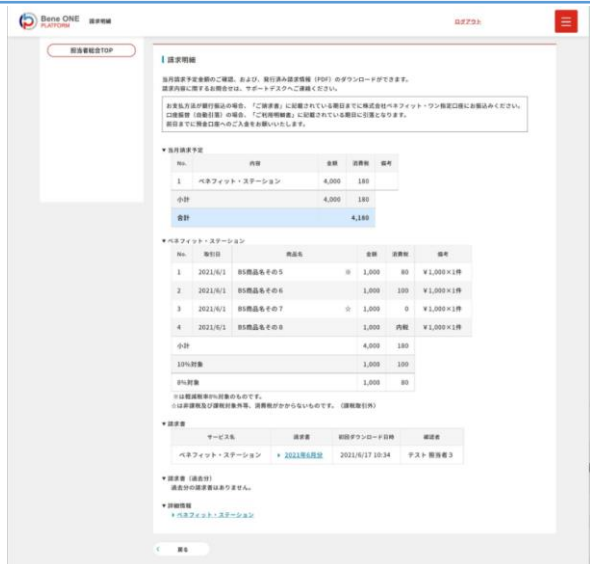 Bene ONE
PLATFORM
請求明細
ログアウト
担当者総合TOP
請求明細
当月請求予定金額のご確認、および、発行済み請求情報（PDF）のダウンロードができます。
請求内容に関するお問合せは、サポートデスクへご連絡ください。
お支払方法が銀行振込の場合、「ご請求書」に記載されている期日までに株式会社ベネフィット・ワン指定口座にお振込みください。
口座振替（自動引落）の場合、「ご利用明細書」に記載されている期日に引落となります。
前日までに預金口座へのご入金をお願いいたします。
▼当月請求予定
No. 内容 金額 消費税 備考
1 ベネフィット・ステーション 4,000 180
小計 4,000 180
合計 4,180
▼ベネフィット・ステーション
No. 取引日 商品名 金額 消費税 備考
1 2021/6/1 BS商品名その5 ※ 1,000 80 ¥1,000×1件
2 2021/6/1 BS商品名その6 1,000 100 ¥1,000×1件
3 2021/6/1 BS商品名その7 ☆ 1,000 0 ¥1,000×1件
4 2021/6/1 BS商品名その8 1,000 内税 ¥1,000×1件
小計 4,000 180
10%対象 1,000 100
8%対象 1,000 80
※は軽減税率8%対象のものです。
☆は非課税及び課税対象外等、消費税がかからないものです。（課税取引外）
▼請求書
サービス名 請求書 初回ダウンロード日時 確認者
ベネフィット・ステーション 2021年6月分 2021/6/17 10:34 テスト 担当者3
▼請求書（過去分）
過去分の請求書はありません。
▼詳細情報
ベネフィット・ステーション
戻る